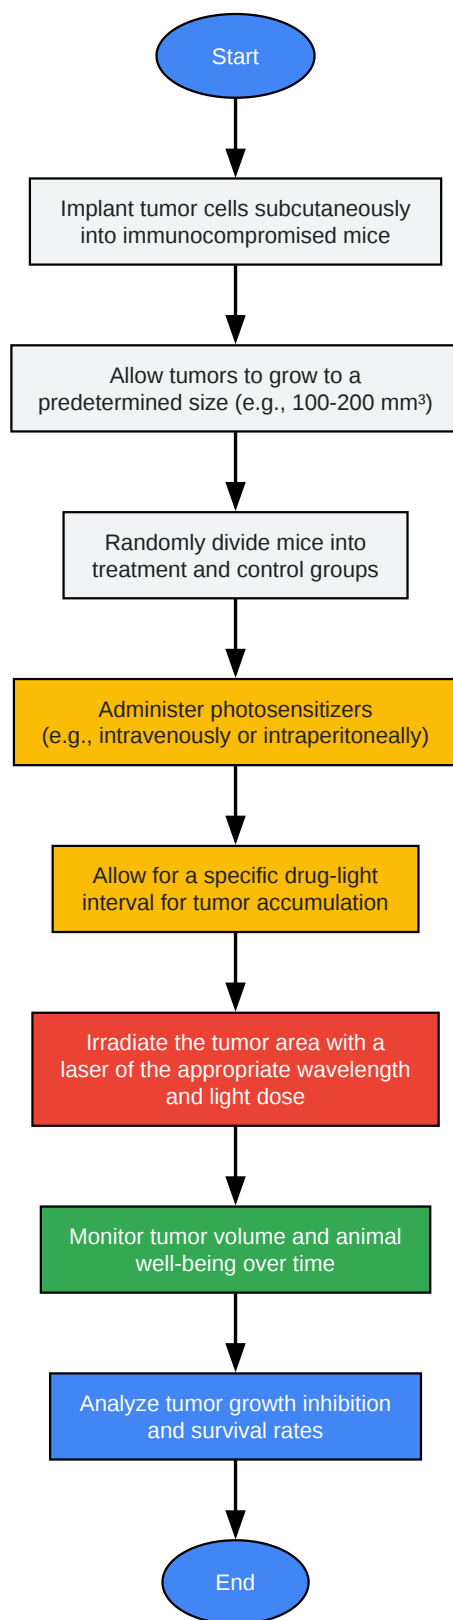 Start
Implant tumor cells subcutaneously
into immunocompromised mice
Allow tumors to grow to a
predetermined size (e.g., 100-200 mm³)
Randomly divide mice into
treatment and control groups
Administer photosensitizers
(e.g., intravenously or intraperitoneally)
Allow for a specific drug-light
interval for tumor accumulation
Irradiate the tumor area with a
laser of the appropriate wavelength
and light dose
Monitor tumor volume and animal
well-being over time
Analyze tumor growth inhibition
and survival rates
End